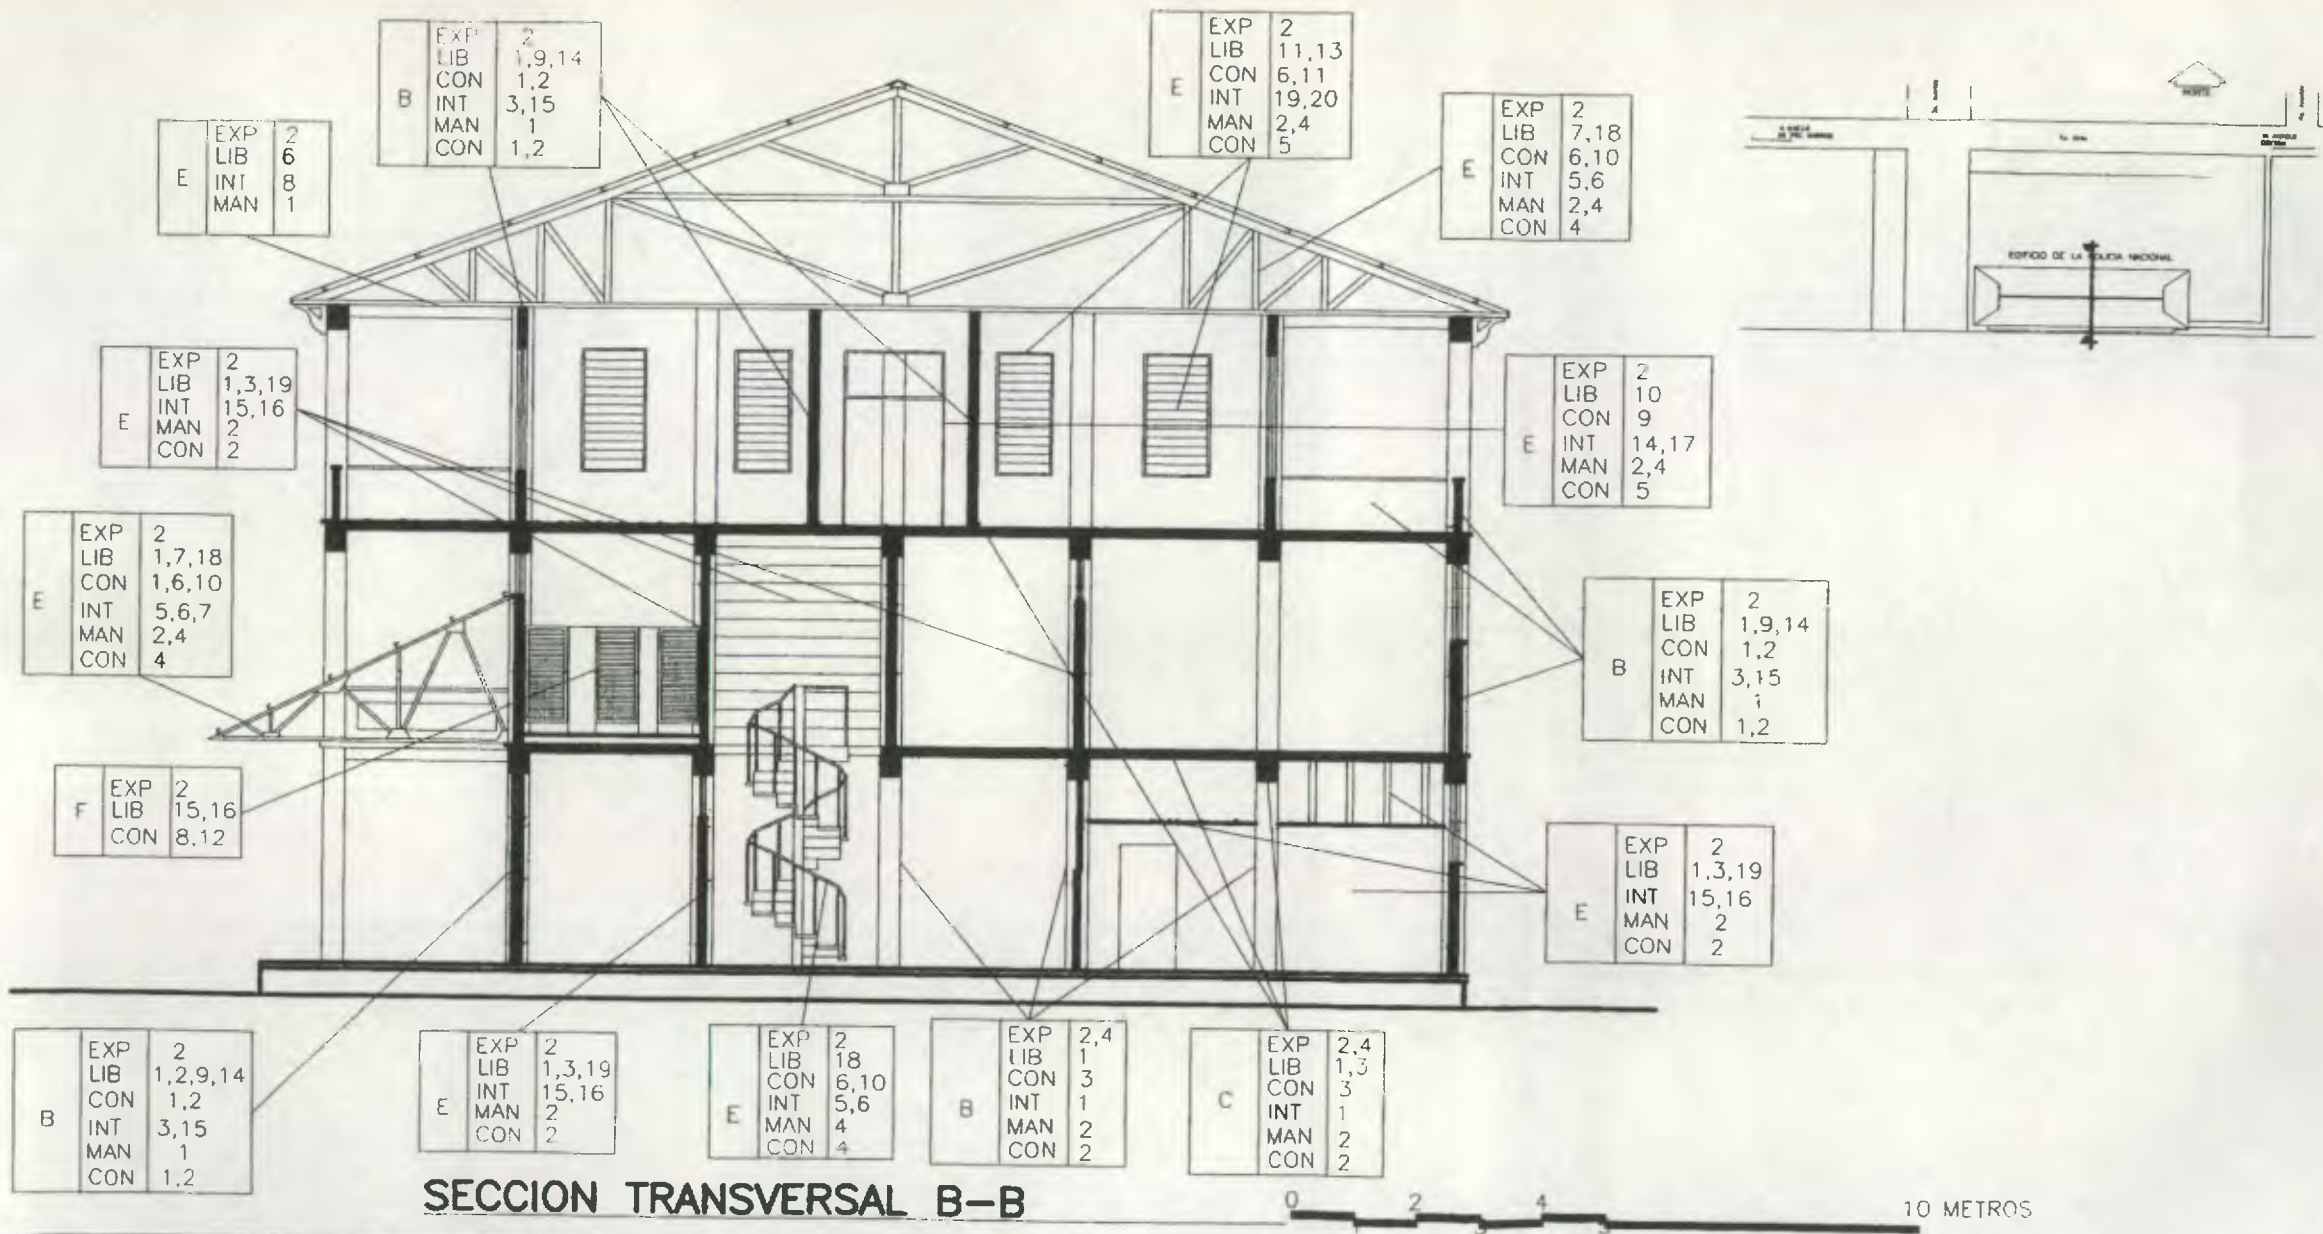 B
EXP 2
LIB 1,9,14
CON 1,2
INT 3,15
MAN 1
CON 1,2
E
EXP 2
LIB 11,13
CON 6,11
INT 19,20
MAN 2,4
CON 5
E
EXP 2
LIB 7,18
CON 6,10
INT 5,6
MAN 2,4
CON 4
E
EXP 2
LIB 6
INT 8
MAN 1
NORTE
EDIFICIO DE LA POLICIA NACIONAL
E
EXP 2
LIB 1,3,19
INT 15,16
MAN 2
CON 2
E
EXP 2
LIB 10
CON 9
INT 14,17
MAN 2,4
CON 5
E
EXP 2
LIB 1,7,18
CON 1,6,10
INT 5,6,7
MAN 2,4
CON 4
B
EXP 2
LIB 1,9,14
CON 1,2
INT 3,15
MAN 1
CON 1,2
F
EXP 2
LIB 15,16
CON 8,12
E
EXP 2
LIB 1,3,19
INT 15,16
MAN 2
CON 2
B
EXP 2
LIB 1,2,9,14
CON 1,2
INT 3,15
MAN 1
CON 1,2
E
EXP 2
LIB 1,3,19
INT 15,16
MAN 2
CON 2
E
EXP 2
LIB 18
CON 6,10
INT 5,6
MAN 4
CON 4
B
EXP 2,4
LIB 1
CON 3
INT 1
MAN 2
CON 2
C
EXP 2,4
LIB 1,3
CON 3
INT 1
MAN 2
CON 2
SECCION TRANSVERSAL B-B
0 2 4 10 METROS
1 3 5